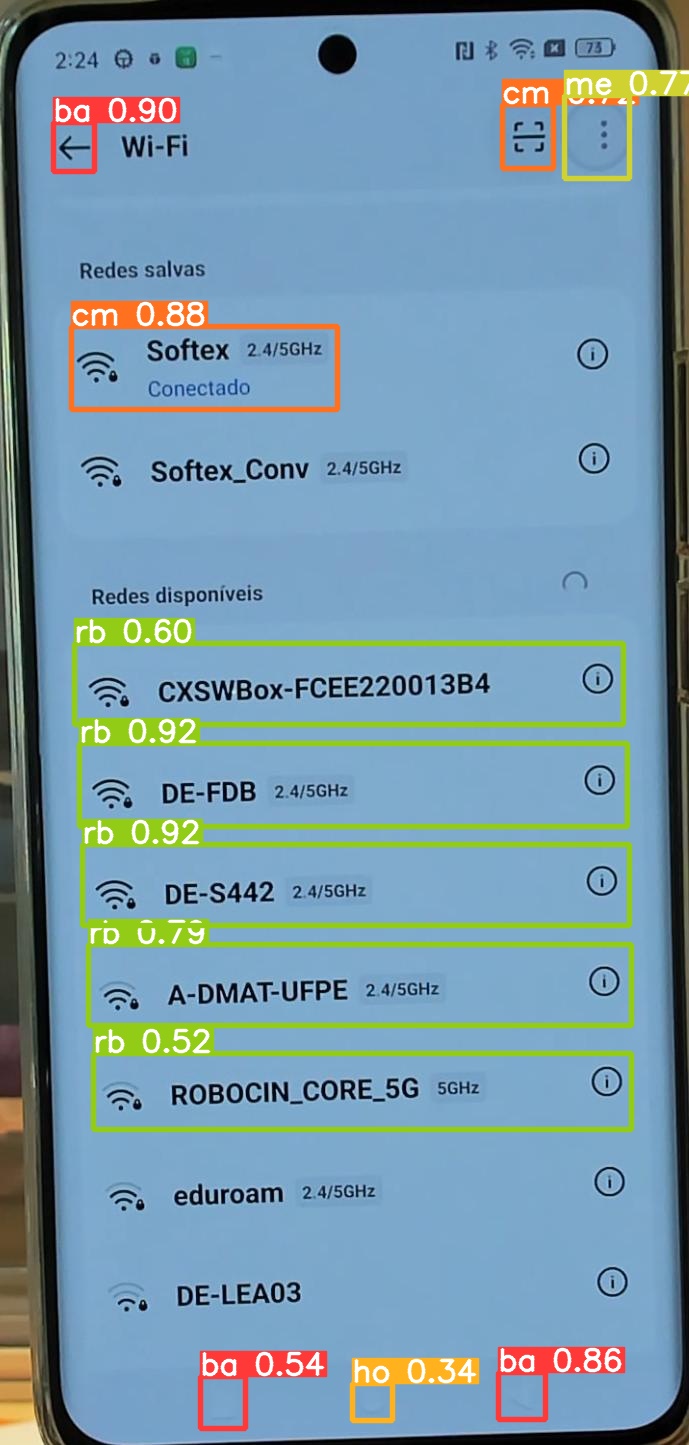 2:24 73
ba 0.90 cm me 0.77
Wi-Fi
Redes salvas
cm 0.88
Softex 2.4/5GHz
Conectado
Softex_Conv 2.4/5GHz
Redes disponíveis
rb 0.60
CXSWBox-FCEE220013B4
rb 0.92
DE-FDB 2.4/5GHz
rb 0.92
DE-S442 2.4/5GHz
rb 0.79
A-DMAT-UFPE 2.4/5GHz
rb 0.52
ROBOCIN_CORE_5G 5GHz
eduroam 2.4/5GHz
DE-LEA03
ba 0.54 ho 0.34 ba 0.86